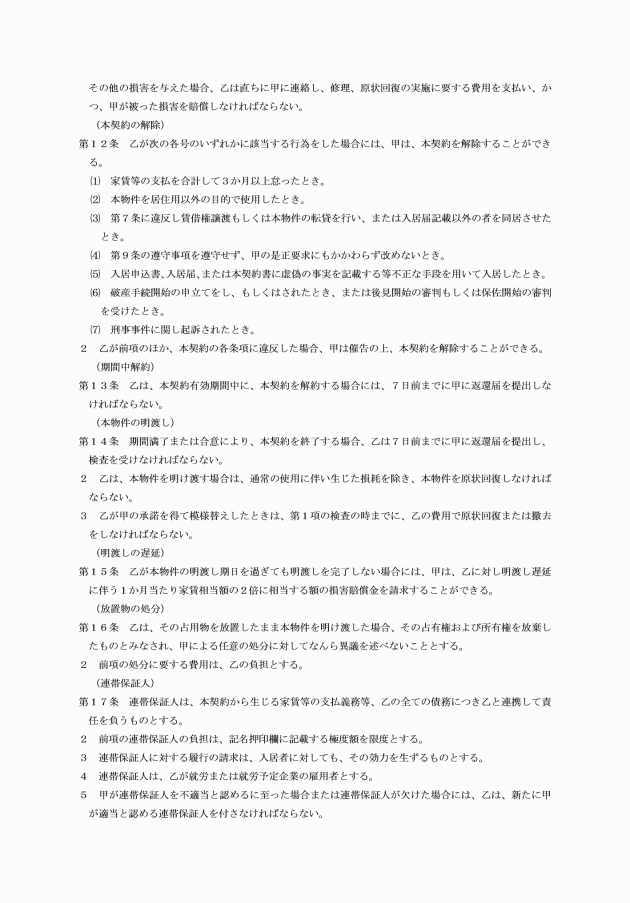 その他の損害を与えた場合、乙は直ちに甲に連絡し、修理、原状回復の実施に要する費用を支払い、か
つ、甲が被った損害を賠償しなければならない。
（本契約の解除）
第１２条　乙が次の各号のいずれかに該当する行為をした場合には、甲は、本契約を解除することができ
る。
⑴　家賃等の支払を合計して３か月以上怠ったとき。
⑵　本物件を居住用以外の目的で使用したとき。
⑶　第７条に違反し賃借権譲渡もしくは本物件の転貸を行い、または入居届記載以外の者を同居させた
とき。
⑷　第９条の遵守事項を遵守せず、甲の是正要求にもかかわらず改めないとき。
⑸　入居申込書、入居届、または本契約書に虚偽の事実を記載する等不正な手段を用いて入居したとき。
⑹　破産手続開始の申立てをし、もしくはされたとき、または後見開始の審判もしくは保佐開始の審判
を受けたとき。
⑺　刑事事件に関し起訴されたとき。
２　乙が前項のほか、本契約の各条項に違反した場合、甲は催告の上、本契約を解除することができる。
（期間中解約）
第１３条　乙は、本契約有効期間中に、本契約を解約する場合には、７日前までに甲に返還届を提出しな
ければならない。
（本物件の明渡し）
第１４条　期間満了または合意により、本契約を終了する場合、乙は７日前までに甲に返還届を提出し、
検査を受けなければならない。
２　乙は、本物件を明け渡す場合は、通常の使用に伴い生じた損耗を除き、本物件を原状回復しなければ
ならない。
３　乙が甲の承諾を得て模様替えしたときは、第１項の検査の時までに、乙の費用で原状回復または撤去
をしなければならない。
（明渡しの遅延）
第１５条　乙が本物件の明渡し期日を過ぎても明渡しを完了しない場合には、甲は、乙に対し明渡し遅延
に伴う１か月当たり家賃相当額の２倍に相当する額の損害賠償金を請求することができる。
（放置物の処分）
第１６条　乙は、その占用物を放置したまま本物件を明け渡した場合、その占有権および所有権を放棄し
たものとみなされ、甲による任意の処分に対してなんら異議を述べないこととする。
２　前項の処分に要する費用は、乙の負担とする。
（連帯保証人）
第１７条　連帯保証人は、本契約から生じる家賃等の支払義務等、乙の全ての債務につき乙と連携して責
任を負うものとする。
２　前項の連帯保証人の負担は、記名押印欄に記載する極度額を限度とする。
３　連帯保証人に対する履行の請求は、入居者に対しても、その効力を生ずるものとする。
４　連帯保証人は、乙が就労または就労予定企業の雇用者とする。
５　甲が連帯保証人を不適当と認めるに至った場合または連帯保証人が欠けた場合には、乙は、新たに甲
が適当と認める連帯保証人を付さなければならない。